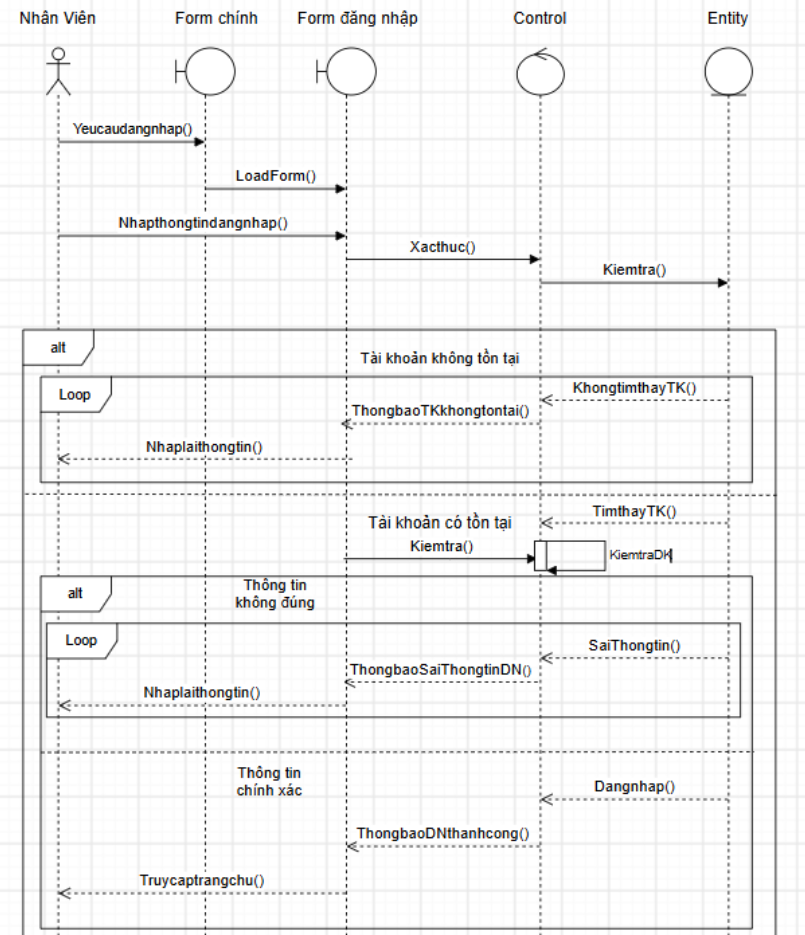 Nhân Viên
Form chính
Form đăng nhập
Control
Entity
Yeucaudangnhap()
LoadForm()
Nhapthongtindangnhap()
Xacthuc()
Kiemtra()
alt
Tài khoản không tồn tại
Loop
KhongtimthayTK()
ThongbaoTKkhongtontai()
Nhaplaithongtin()
TimthayTK()
Tài khoản có tồn tại
Kiemtra()
KiemtraDK
alt
Thông tin
không đúng
Loop
SaiThongtin()
ThongbaoSaiThongtinDN()
Nhaplaithongtin()
Thông tin
chính xác
Dangnhap()
ThongbaoDNthanhcong()
Truycaptrangchu()